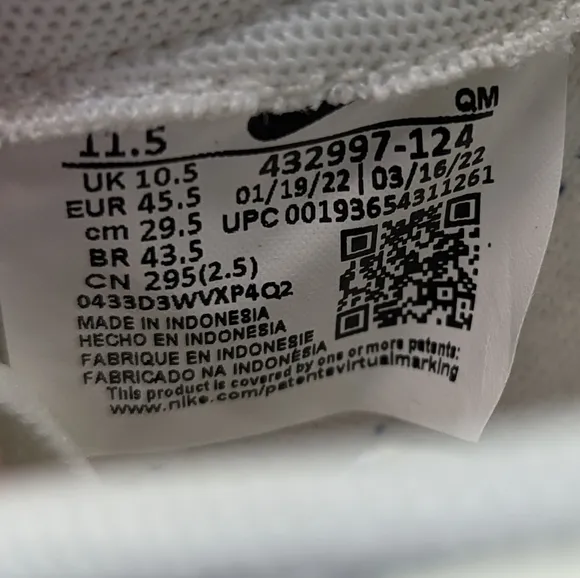 QM
11.5
432997-124
UK 10.5
01/19/22 | 03/16/22
EUR 45.5
UPC 00193654311261
cm 29.5
BR 43.5
CN 295(2.5)
0433D3WVXP4Q2
MADE IN INDONESIA
HECHO EN INDONESIA
FABRIQUE EN INDONESIE
FABRICADO NA INDONÉSIA
This product is covered by one or more patents:
www.nike.com/patentsvirtualmarking